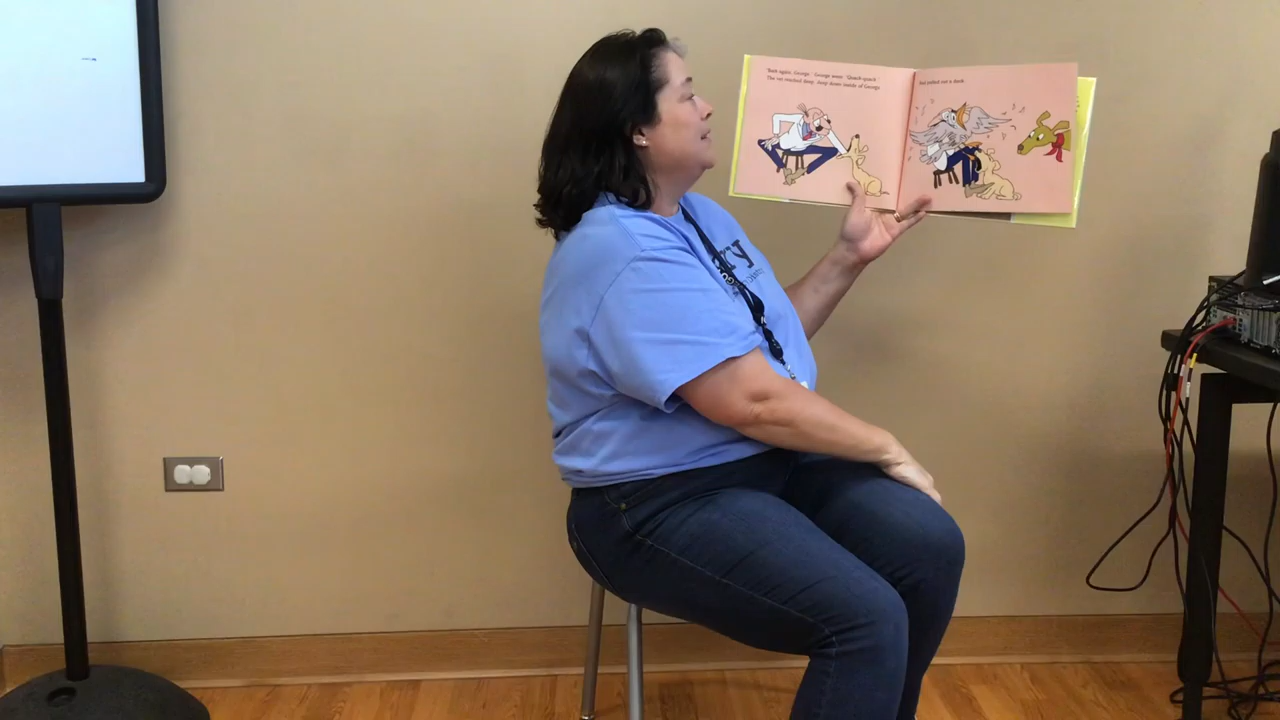 "Bark again, George." George went: "Quack-quack."
The vet reached deep, deep down inside of George
And pulled out a duck.
ry